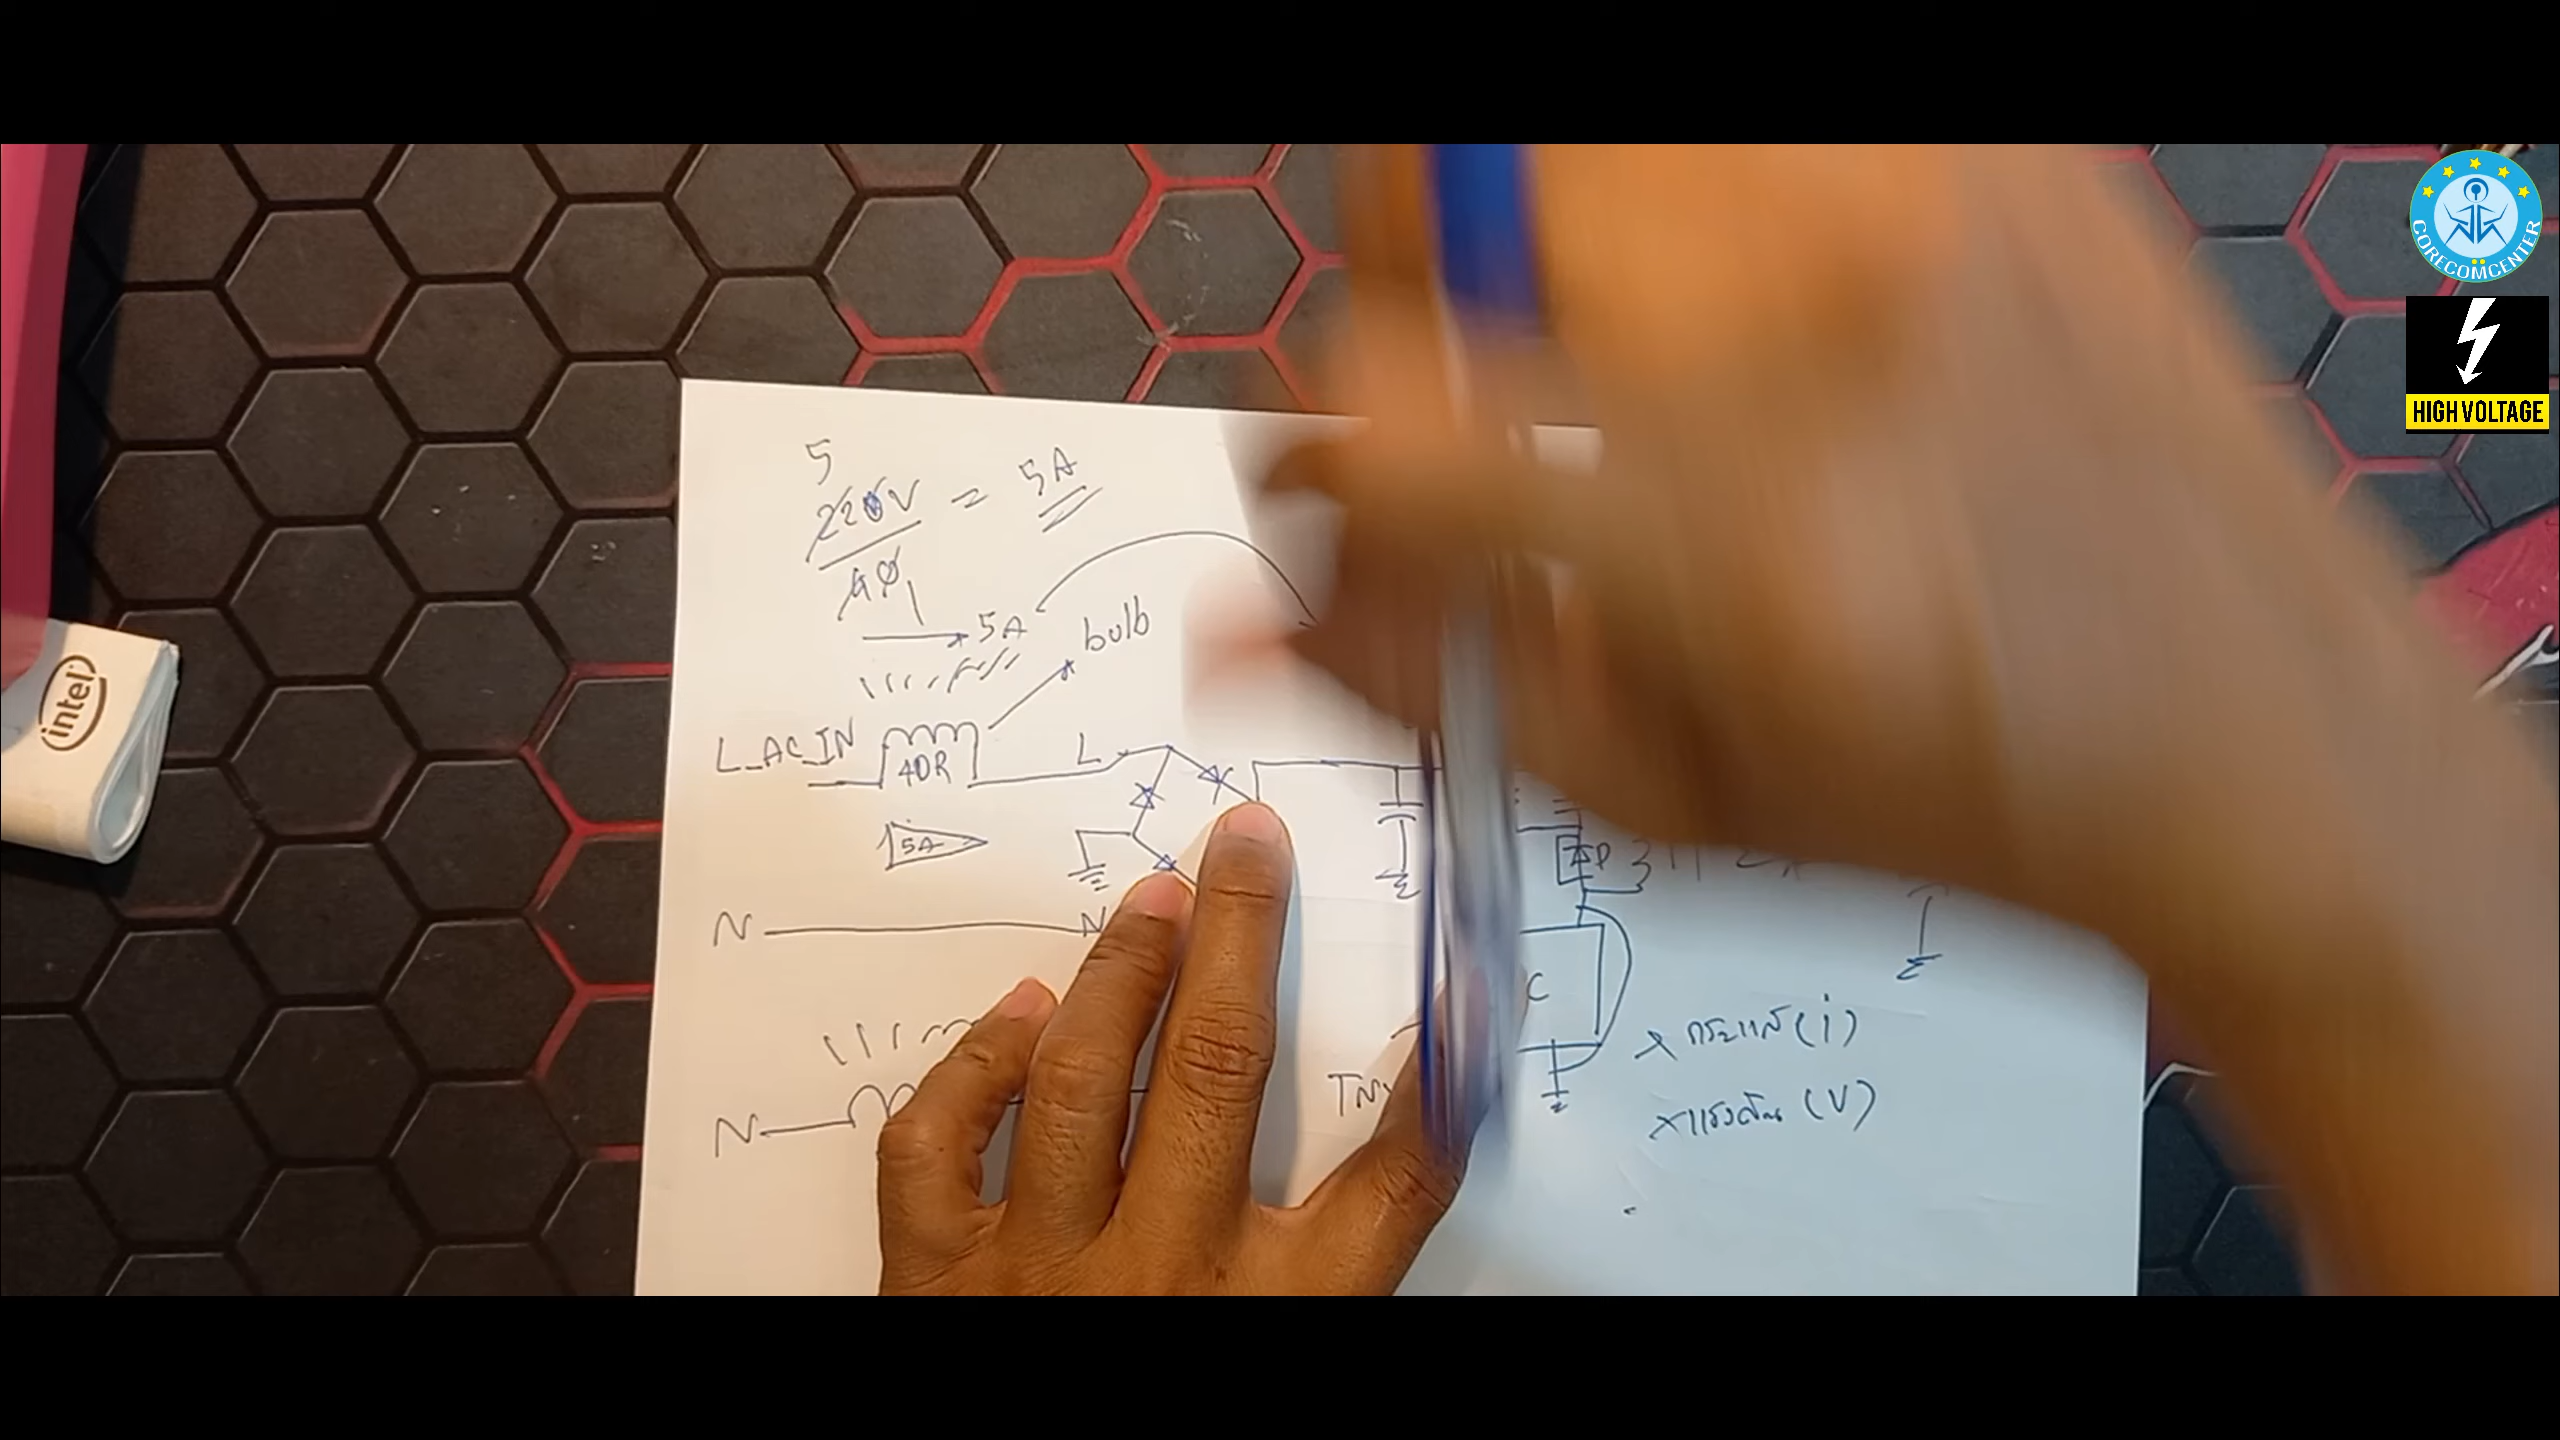 5
220V = 5A
40
5A
bulb
L_AC_IN
40R
L
5A
N
N
C
กระแส (i)
แรงดัน (V)
N
TNY
intel
CORECOMCENTER
HIGH VOLTAGE